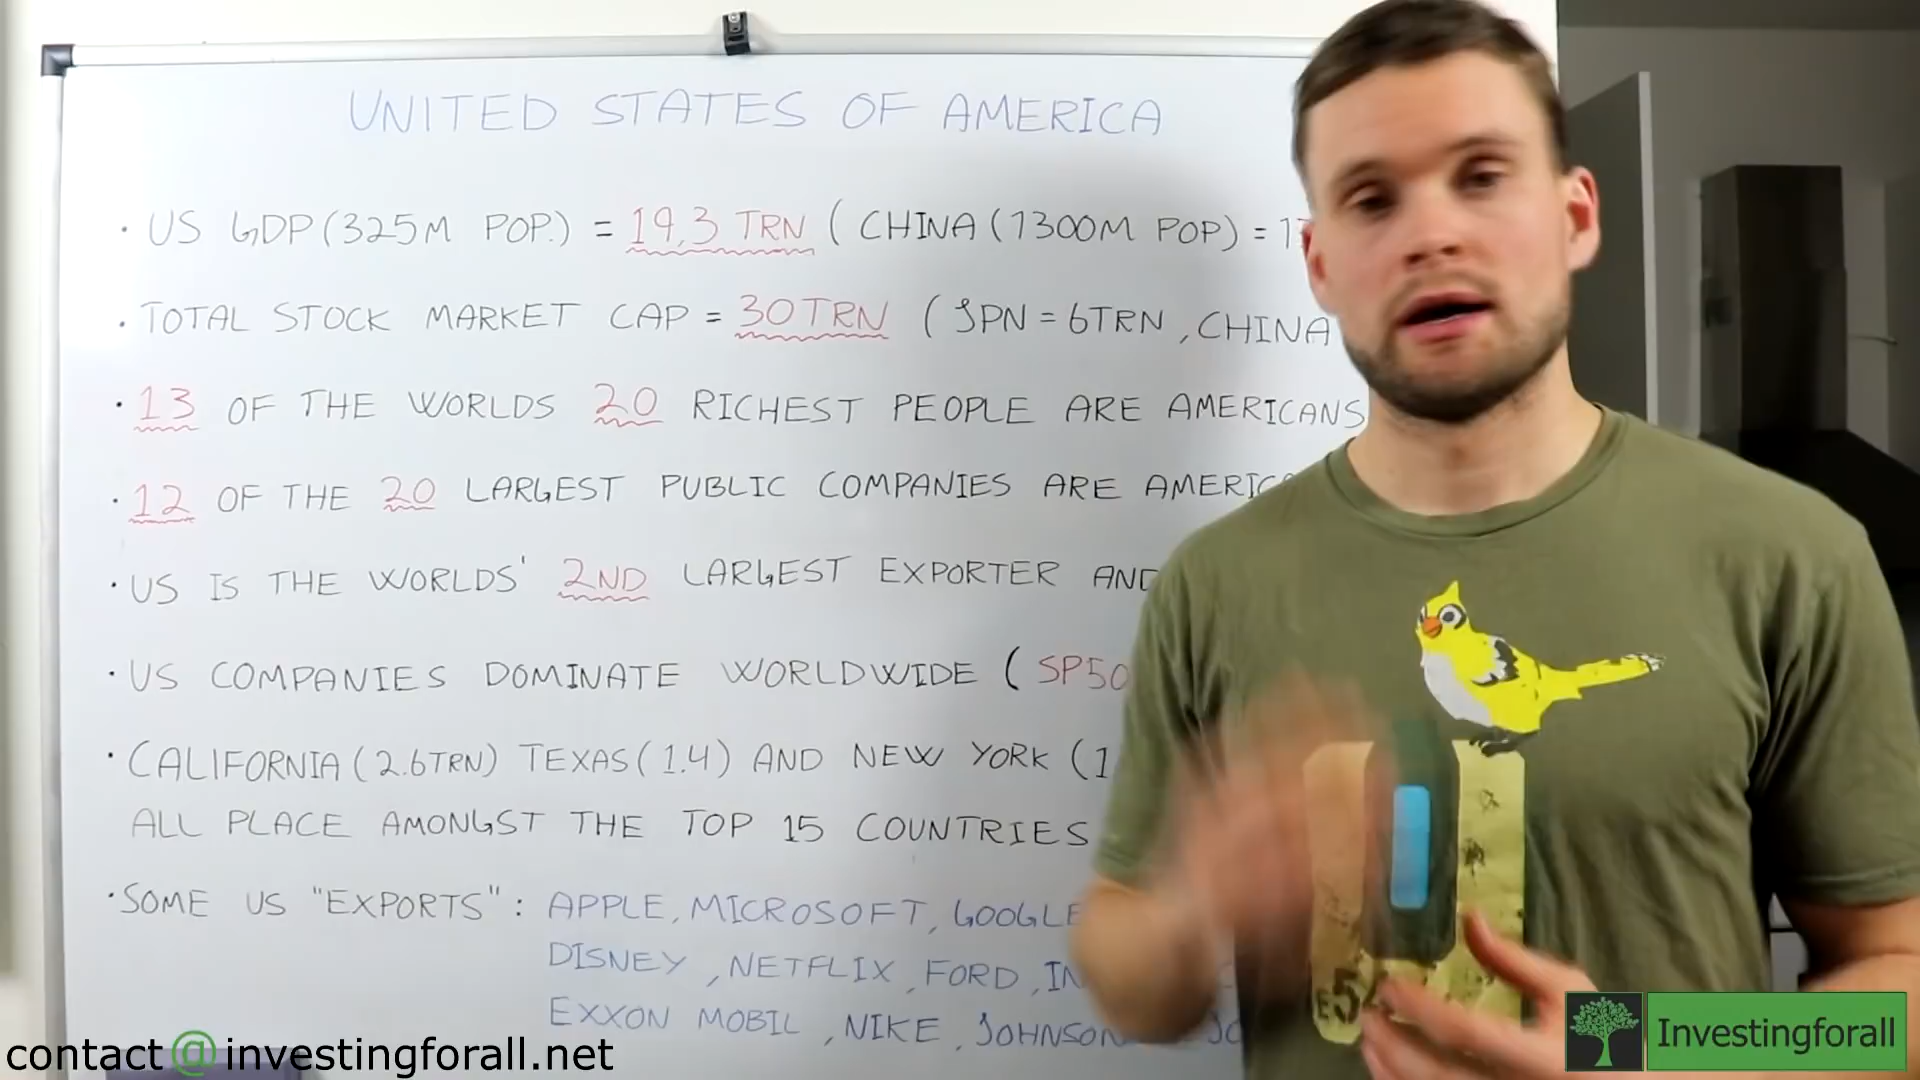 UNITED STATES OF AMERICA
• US GDP (325M POP.) = 19,3 TRN ( CHINA (1300M POP) =
• TOTAL STOCK MARKET CAP = 30 TRN ( JPN = 6TRN , CHINA
• 13 OF THE WORLDS 20 RICHEST PEOPLE ARE AMERICANS
• 12 OF THE 20 LARGEST PUBLIC COMPANIES ARE
• US IS THE WORLDS' 2ND LARGEST EXPORTER AND
• US COMPANIES DOMINATE WORLDWIDE (
• CALIFORNIA (2.6TRN) TEXAS (1.4) AND NEW YORK (1
ALL PLACE AMONGST THE TOP 15 COUNTRIES
• SOME US "EXPORTS" : APPLE, MICROSOFT, GOOGLE
DISNEY , NETFLIX , FORD ,
EXXON MOBIL , NIKE , JOHNSON
contact@investingforall.net
Investingforall